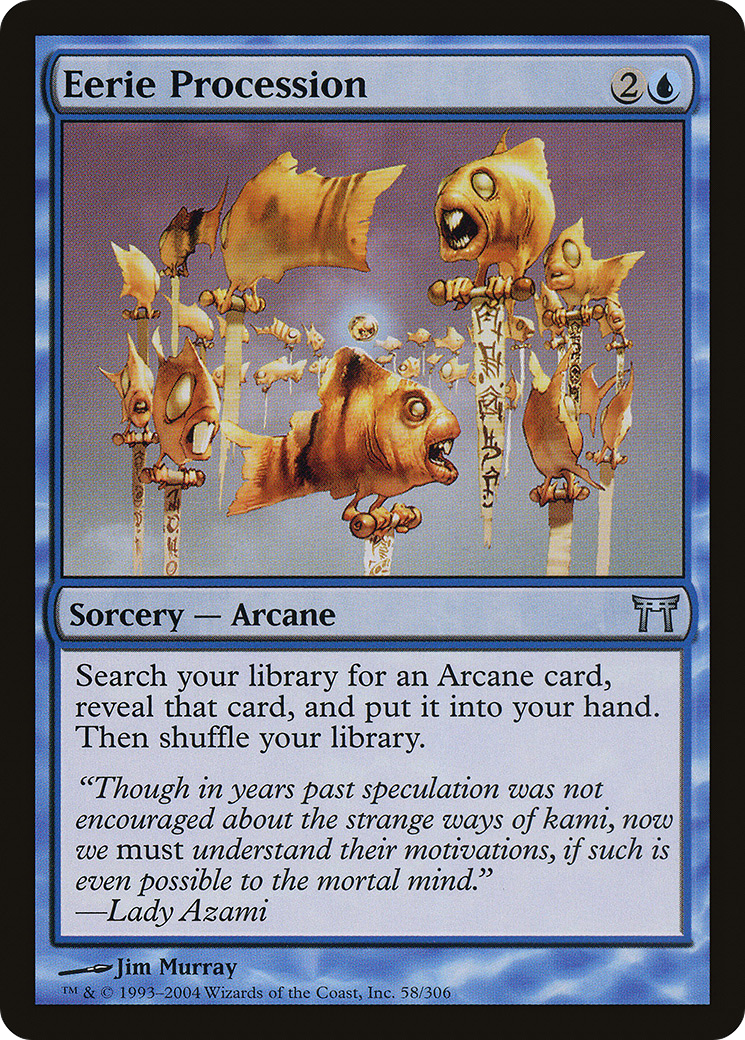 Eerie Procession 2
Sorcery — Arcane
Search your library for an Arcane card,
reveal that card, and put it into your hand.
Then shuffle your library.
“Though in years past speculation was not
encouraged about the strange ways of kami, now
we must understand their motivations, if such is
even possible to the mortal mind.”
—Lady Azami
Jim Murray
™ & © 1993–2004 Wizards of the Coast, Inc. 58/306